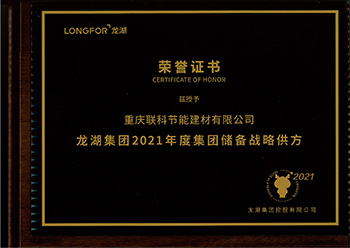 LONGFOR 龙湖
荣誉证书
CERTIFICATE OF HONOR
兹授予
重庆联科节能建材有限公司
龙湖集团2021年度集团储备战略供方
2021
龙湖集团控股有限公司